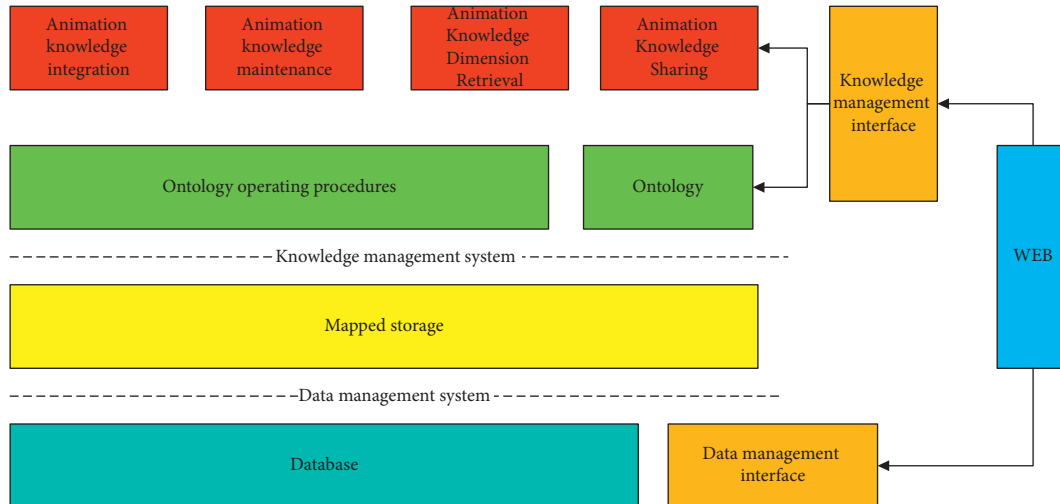 Animation
knowledge
integration
Animation
knowledge
maintenance
Animation
Knowledge
Dimension
Retrieval
Animation
Knowledge
Sharing
Knowledge
management
interface
Ontology operating procedures
Ontology
Knowledge management system
WEB
Mapped storage
Data management system
Database
Data management
interface